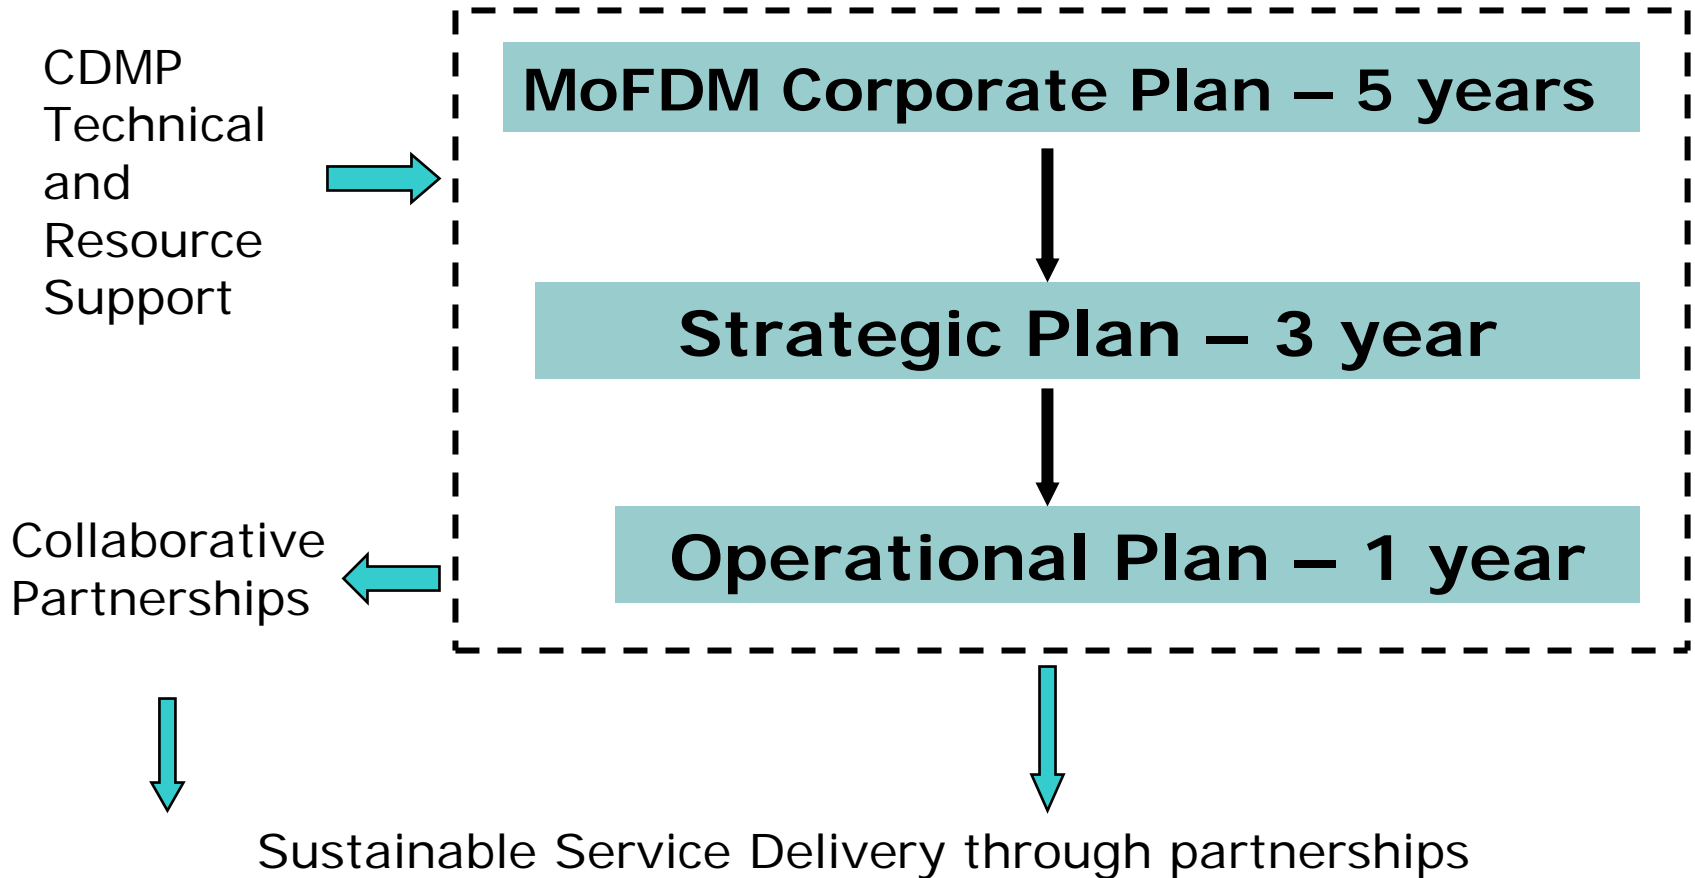 CDMP
Technical
and
Resource
Support
MoFDM Corporate Plan – 5 years
Strategic Plan – 3 year
Operational Plan – 1 year
Collaborative
Partnerships
Sustainable Service Delivery through partnerships